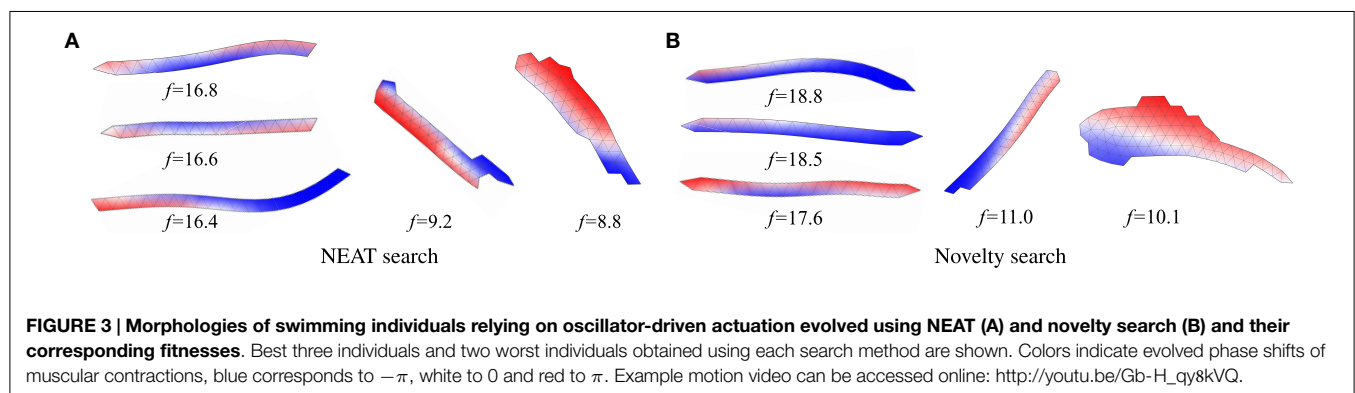 A
f=16.8
f=16.6
f=16.4
f=9.2
f=8.8
NEAT search
B
f=18.8
f=18.5
f=17.6
f=11.0
f=10.1
Novelty search
FIGURE 3 | Morphologies of swimming individuals relying on oscillator-driven actuation evolved using NEAT (A) and novelty search (B) and their
corresponding fitnesses. Best three individuals and two worst individuals obtained using each search method are shown. Colors indicate evolved phase shifts of
muscular contractions, blue corresponds to −π, white to 0 and red to π. Example motion video can be accessed online: http://youtu.be/Gb-H_qy8kVQ.